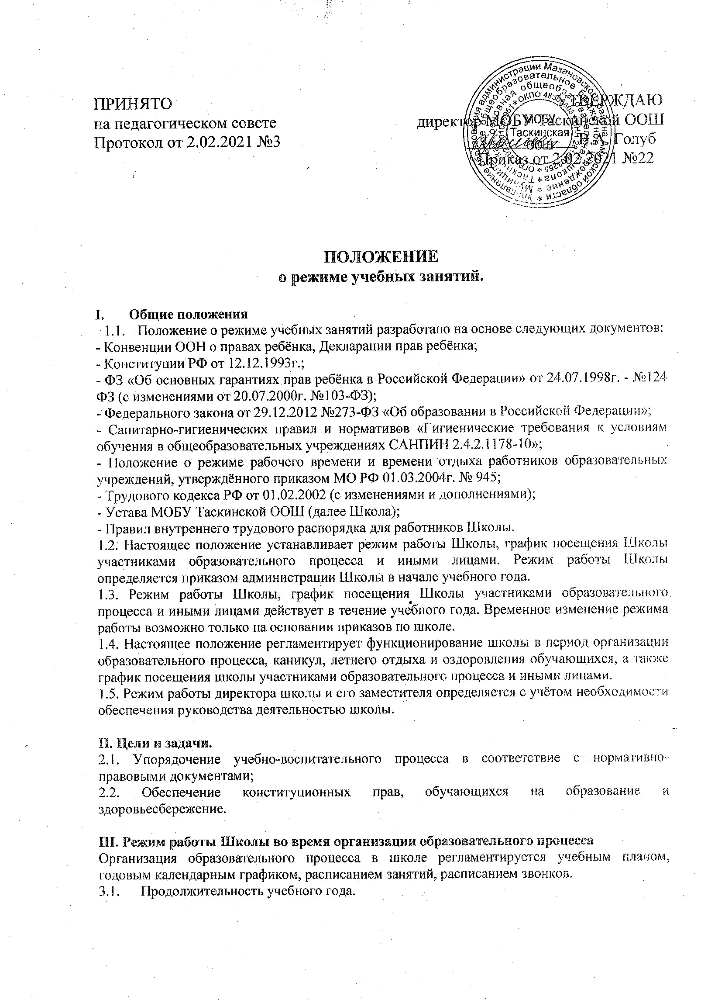 ПРИНЯТО
на педагогическом совете
Протокол от 2.02.2021 №3
УТВЕРЖДАЮ
директор МОБУ Таскинской ООШ
Голуб
Приказ от 2.02.2021 №22
МОБУ
Таскинская
ООШ
ПОЛОЖЕНИЕ
о режиме учебных занятий.
I. Общие положения
1.1. Положение о режиме учебных занятий разработано на основе следующих документов:
- Конвенции ООН о правах ребёнка, Декларации прав ребёнка;
- Конституции РФ от 12.12.1993г.;
- ФЗ «Об основных гарантиях прав ребёнка в Российской Федерации» от 24.07.1998г. - №124
ФЗ (с изменениями от 20.07.2000г. №103-ФЗ);
- Федерального закона от 29.12.2012 №273-ФЗ «Об образовании в Российской Федерации»;
- Санитарно-гигиенических правил и нормативов «Гигиенические требования к условиям
обучения в общеобразовательных учреждениях САНПИН 2.4.2.1178-10»;
- Положение о режиме рабочего времени и времени отдыха работников образовательных
учреждений, утверждённого приказом МО РФ 01.03.2004г. № 945;
- Трудового кодекса РФ от 01.02.2002 (с изменениями и дополнениями);
- Устава МОБУ Таскинской ООШ (далее Школа);
- Правил внутреннего трудового распорядка для работников Школы.
1.2. Настоящее положение устанавливает режим работы Школы, график посещения Школы
участниками образовательного процесса и иными лицами. Режим работы Школы
определяется приказом администрации Школы в начале учебного года.
1.3. Режим работы Школы, график посещения Школы участниками образовательного
процесса и иными лицами действует в течение учебного года. Временное изменение режима
работы возможно только на основании приказов по школе.
1.4. Настоящее положение регламентирует функционирование школы в период организации
образовательного процесса, каникул, летнего отдыха и оздоровления обучающихся, а также
график посещения школы участниками образовательного процесса и иными лицами.
1.5. Режим работы директора школы и его заместителя определяется с учётом необходимости
обеспечения руководства деятельностью школы.
II. Цели и задачи.
2.1. Упорядочение учебно-воспитательного процесса в соответствие с нормативно-
правовыми документами;
2.2. Обеспечение конституционных прав, обучающихся на образование и
здоровьесбережение.
III. Режим работы Школы во время организации образовательного процесса
Организация образовательного процесса в школе регламентируется учебным планом,
годовым календарным графиком, расписанием занятий, расписанием звонков.
3.1. Продолжительность учебного года.